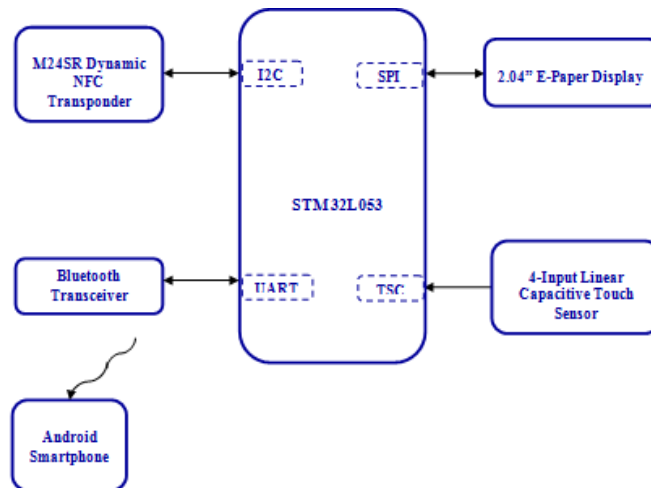 M24SR Dynamic
NFC
Transponder
I2C
SPI
2.04” E-Paper Display
STM32L053
Bluetooth
Transceiver
UART
TSC
4-Input Linear
Capacitive Touch
Sensor
Android
Smartphone